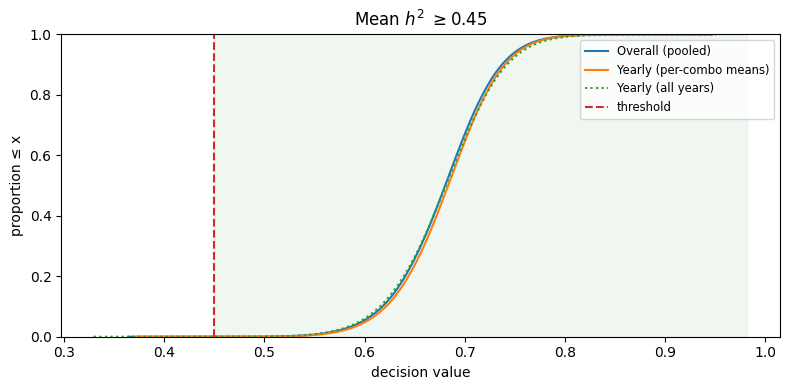 Mean h² ≥ 0.45
1.0
0.8
0.6
0.4
0.2
0.0
proportion ≤ x
Overall (pooled)
Yearly (per-combo means)
Yearly (all years)
threshold
0.3 0.4 0.5 0.6 0.7 0.8 0.9 1.0
decision value